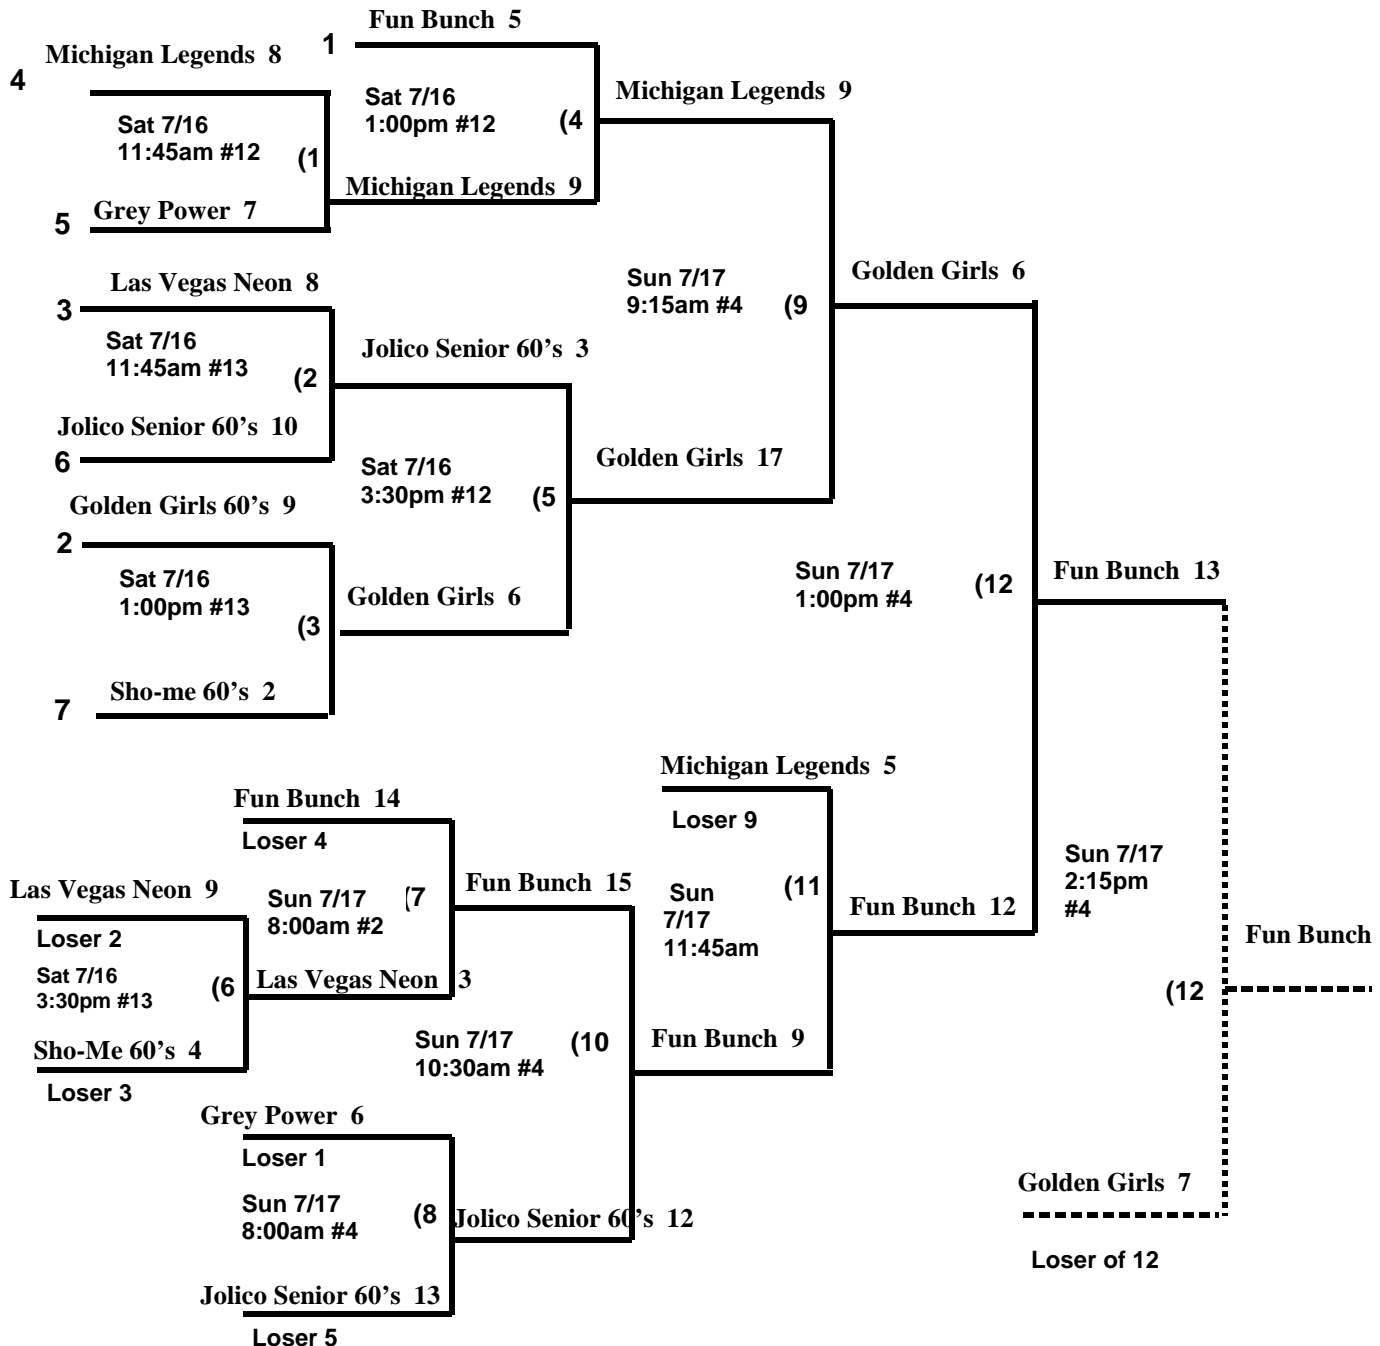 Fun Bunch 5
1
Michigan Legends 8
4
Sat 7/16
1:00pm #12
(4
Michigan Legends 9
Sat 7/16
11:45am #12
(1
Michigan Legends 9
Grey Power 7
5
Las Vegas Neon 8
3
Sun 7/17
9:15am #4
(9
Golden Girls 6
Sat 7/16
11:45am #13
(2
Jolico Senior 60's 3
Jolico Senior 60's 10
6
Sat 7/16
3:30pm #12
(5
Golden Girls 17
Golden Girls 60's 9
2
Sat 7/16
1:00pm #13
(3
Golden Girls 6
Sun 7/17
1:00pm #4
(12
Fun Bunch 13
Sho-me 60's 2
7
Michigan Legends 5
Loser 9
Fun Bunch 14
Loser 4
Sun 7/17
8:00am #2
(7
Fun Bunch 15
Sun
7/17
11:45am
(11
Fun Bunch 12
Sun 7/17
2:15pm
#4
Fun Bunch
(12
Las Vegas Neon 9
Loser 2
Sat 7/16
3:30pm #13
(6
Las Vegas Neon 3
Sho-Me 60's 4
Loser 3
Sun 7/17
10:30am #4
(10
Fun Bunch 9
Grey Power 6
Loser 1
Sun 7/17
8:00am #4
(8
Jolico Senior 60's 12
Jolico Senior 60's 13
Loser 5
Golden Girls 7
Loser of 12